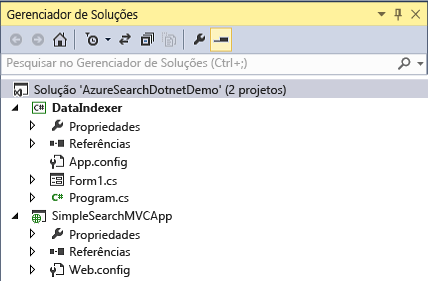 Gerenciador de Soluções
Pesquisar no Gerenciador de Soluções (Ctrl+;)
Solução 'AzureSearchDotnetDemo' (2 projetos)
C# DataIndexer
Propriedades
Referências
App.config
Form1.cs
C# Program.cs
SimpleSearchMVCApp
Propriedades
Referências
Web.config